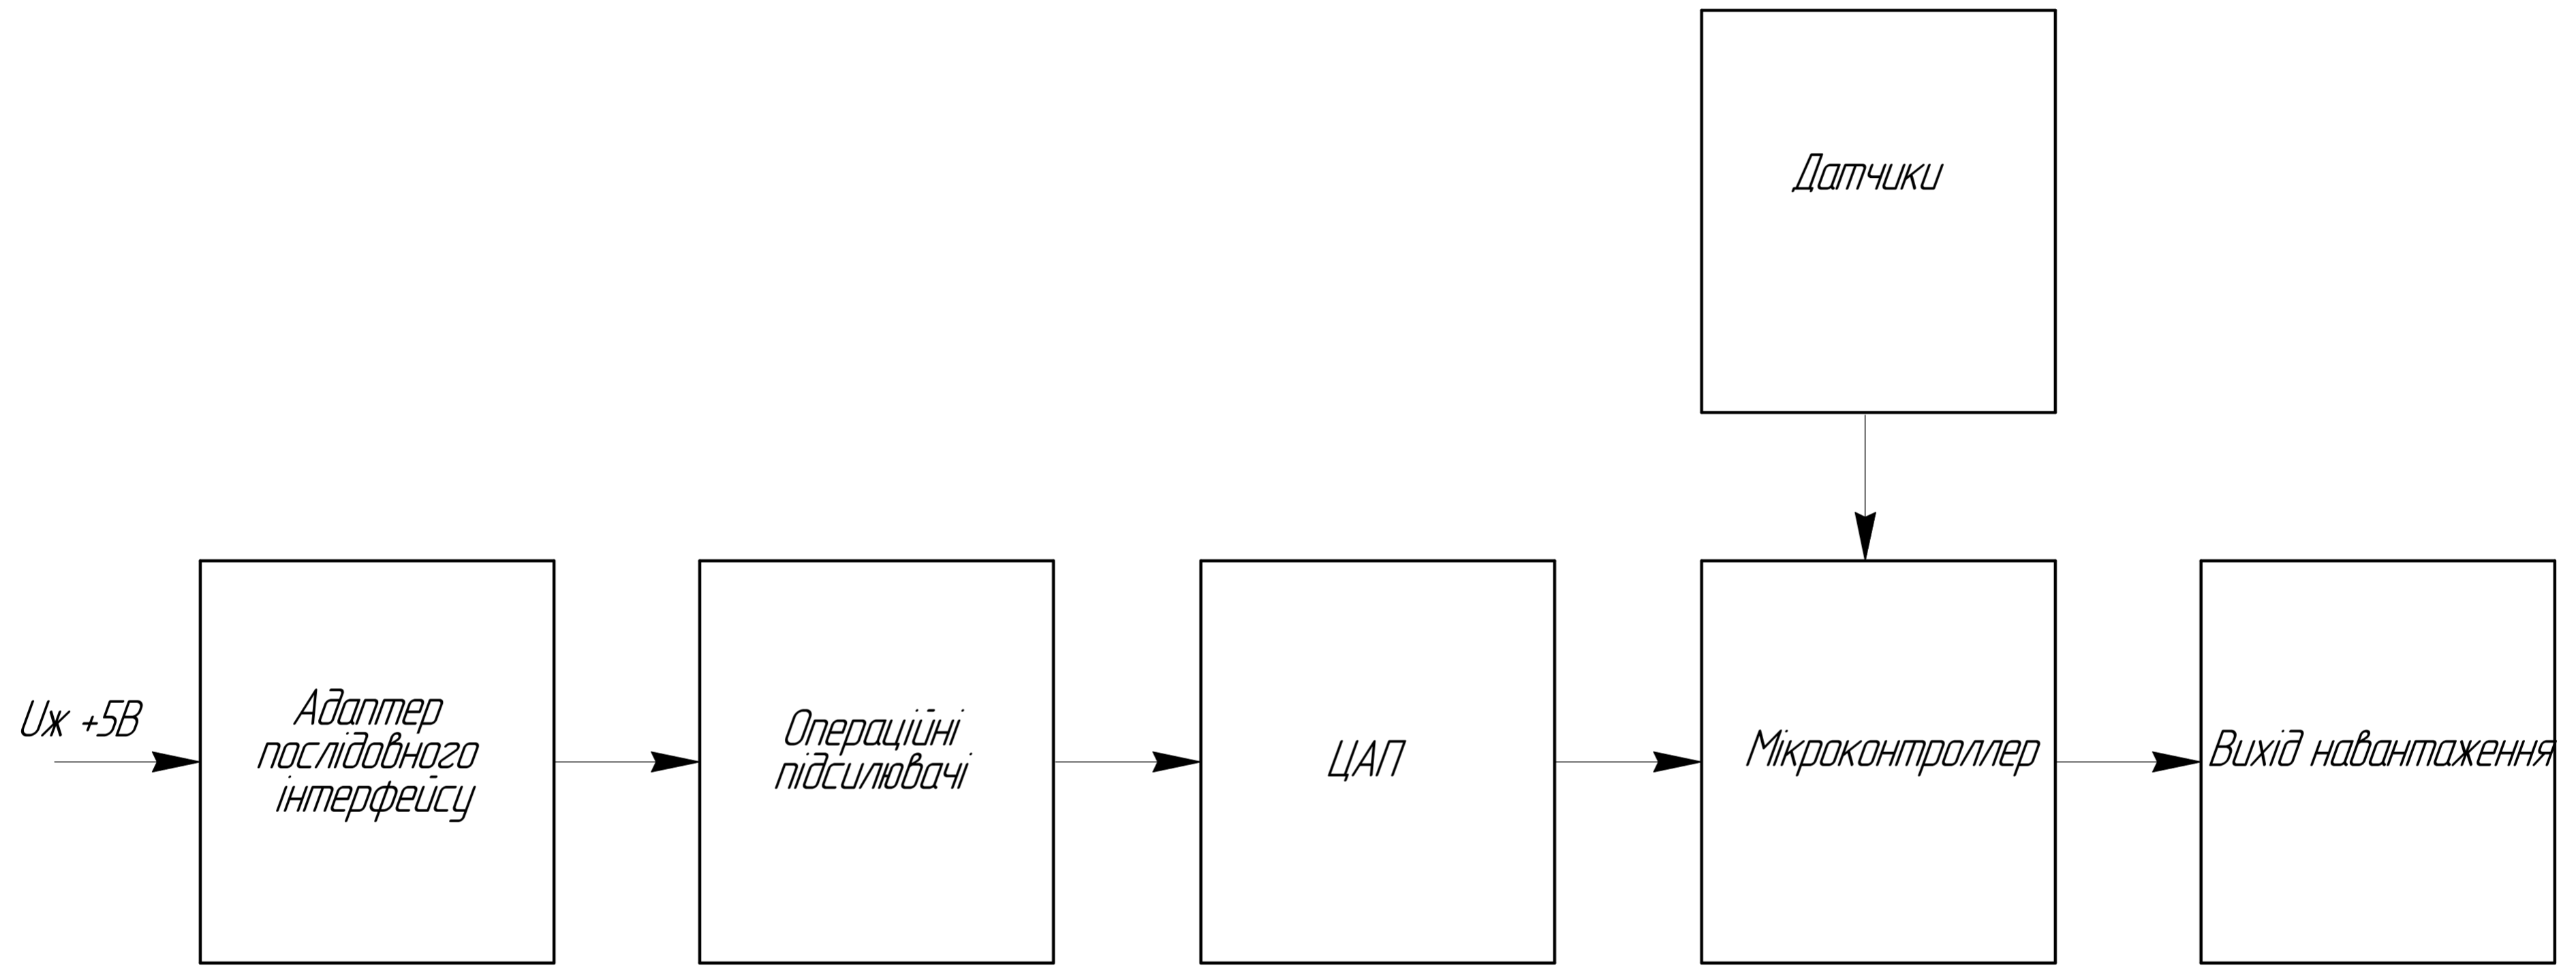 Датчики
Uж +5В
Адаптер
послідовного
інтерфейсу
Операційні
підсилювачі
ЦАП
Мікроконтроллер
Вихід навантаження